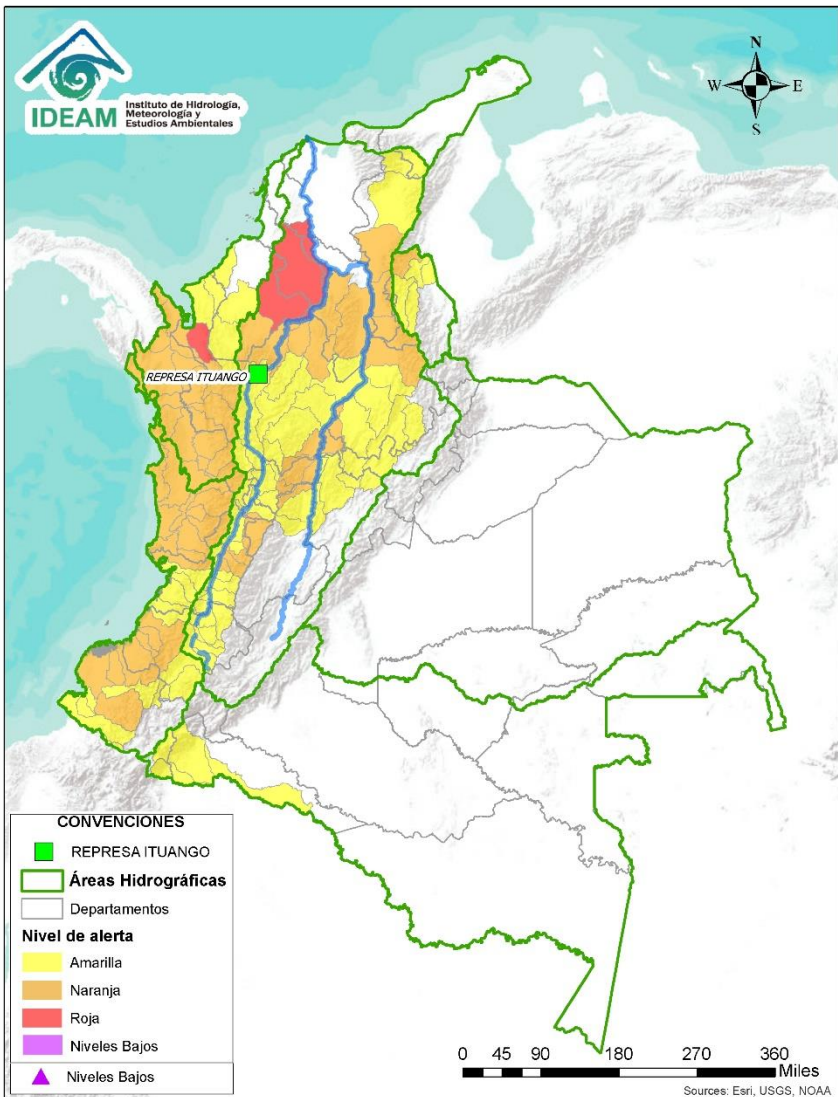 IDEAM
Instituto de Hidrología,
Meteorología y
Estudios Ambientales
N
W
E
S
REPRESA ITUANGO
CONVENCIONES
REPRESA ITUANGO
Áreas Hidrográficas
Departamentos
Nivel de alerta
Amarilla
Naranja
Roja
Niveles Bajos
Niveles Bajos
0 45 90 180 270 360
Miles
Sources: Esri, USGS, NOAA